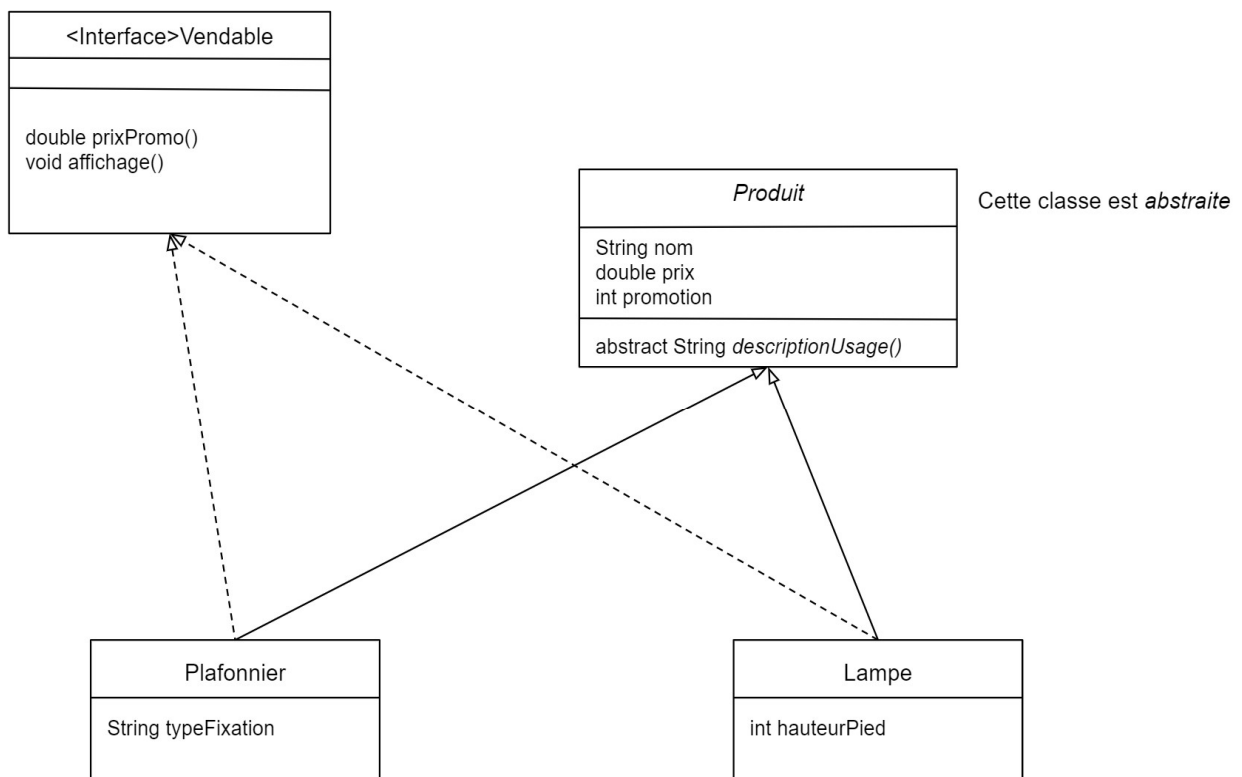 <Interface>Vendable
double prixPromo()
void affichage()
Produit
Cette classe est abstraite
String nom
double prix
int promotion
abstract String descriptionUsage()
Plafonnier
String typeFixation
Lampe
int hauteurPied